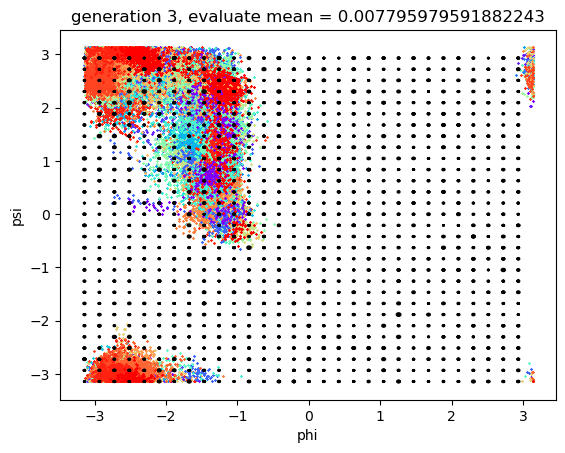 generation 3, evaluate mean = 0.007795979591882243
3
2
1
0
−1
−2
−3
psi
−3 −2 −1 0 1 2 3
phi